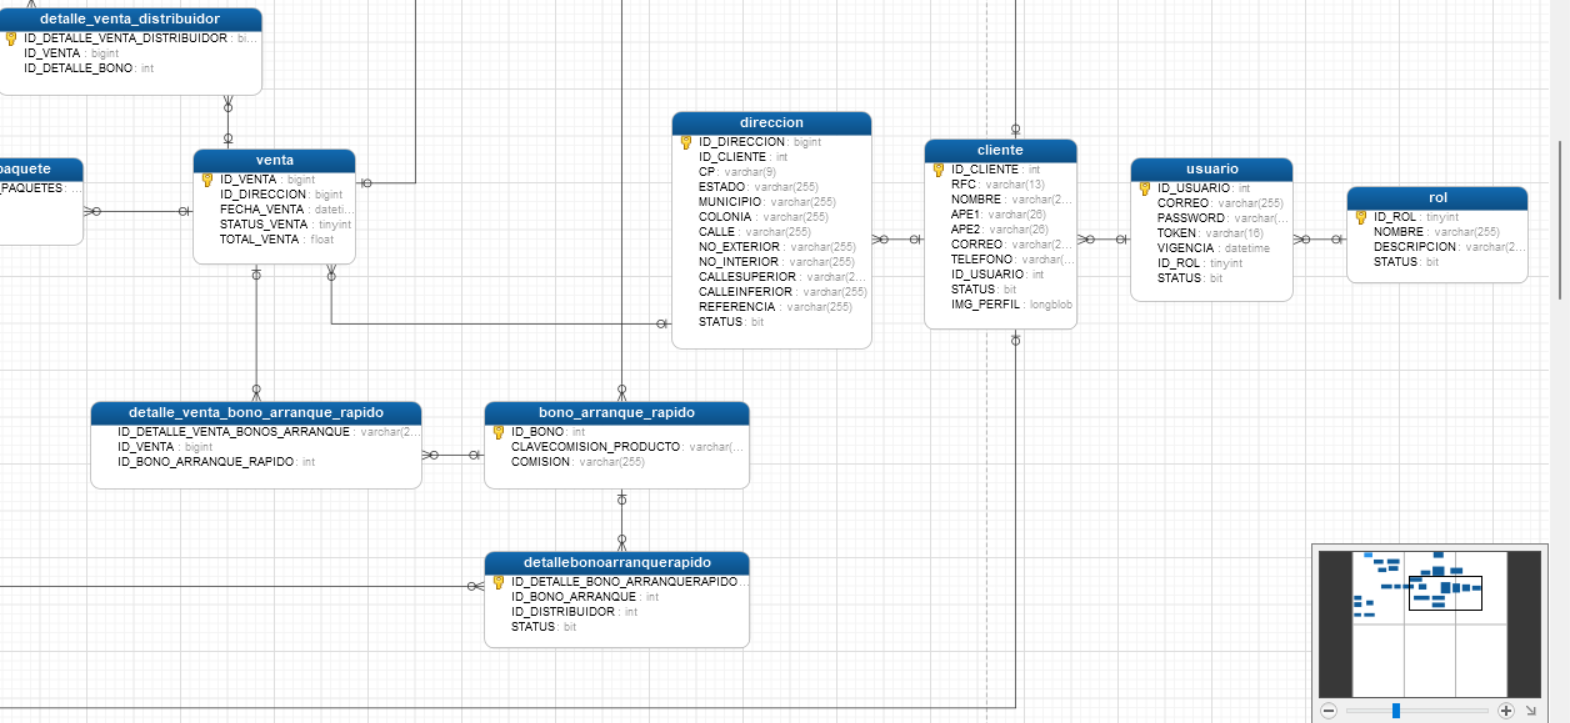 detalle_venta_distribuidor
ID_DETALLE_VENTA_DISTRIBUIDOR : bi...
ID_VENTA : bigint
ID_DETALLE_BONO : int
paquete
_PAQUETES : ...
venta
ID_VENTA : bigint
ID_DIRECCION : bigint
FECHA_VENTA : dateti...
STATUS_VENTA : tinyint
TOTAL_VENTA : float
direccion
ID_DIRECCION : bigint
ID_CLIENTE : int
CP : varchar(9)
ESTADO : varchar(255)
MUNICIPIO : varchar(255)
COLONIA : varchar(255)
CALLE : varchar(255)
NO_EXTERIOR : varchar(255)
NO_INTERIOR : varchar(255)
CALLESUPERIOR : varchar(2...
CALLEINFERIOR : varchar(255)
REFERENCIA : varchar(255)
STATUS : bit
cliente
ID_CLIENTE : int
RFC : varchar(13)
NOMBRE : varchar(2...
APE1 : varchar(26)
APE2 : varchar(26)
CORREO : varchar(2...
TELEFONO : varchar(...
ID_USUARIO : int
STATUS : bit
IMG_PERFIL : longblob
usuario
ID_USUARIO : int
CORREO : varchar(255)
PASSWORD : varchar(...
TOKEN : varchar(16)
VIGENCIA : datetime
ID_ROL : tinyint
STATUS : bit
rol
ID_ROL : tinyint
NOMBRE : varchar(255)
DESCRIPCION : varchar(2...
STATUS : bit
detalle_venta_bono_arranque_rapido
ID_DETALLE_VENTA_BONOS_ARRANQUE : varchar(2...
ID_VENTA : bigint
ID_BONO_ARRANQUE_RAPIDO : int
bono_arranque_rapido
ID_BONO : int
CLAVECOMISION_PRODUCTO : varchar(...
COMISION : varchar(255)
detallebonoarranquerapido
ID_DETALLE_BONO_ARRANQUERAPIDO...
ID_BONO_ARRANQUE : int
ID_DISTRIBUIDOR : int
STATUS : bit